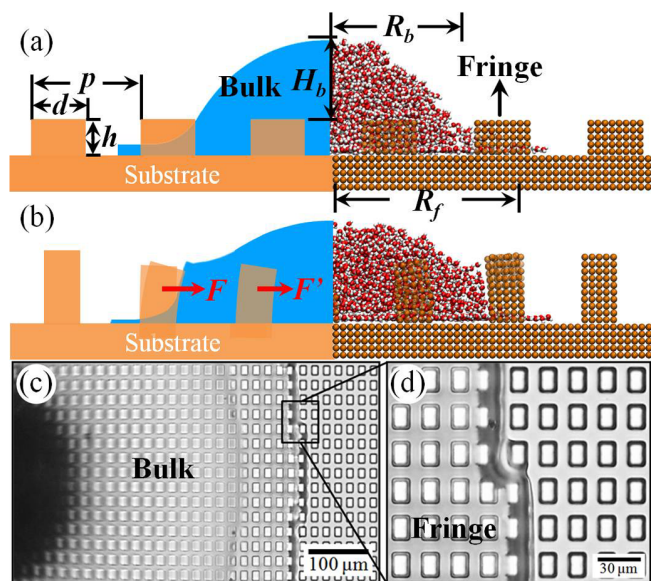 (a)
R_b
p
Bulk
H_b
Fringe
d
h
Substrate
R_f
(b)
F
F'
Substrate
(c)
(d)
Bulk
Fringe
100 μm
30 μm